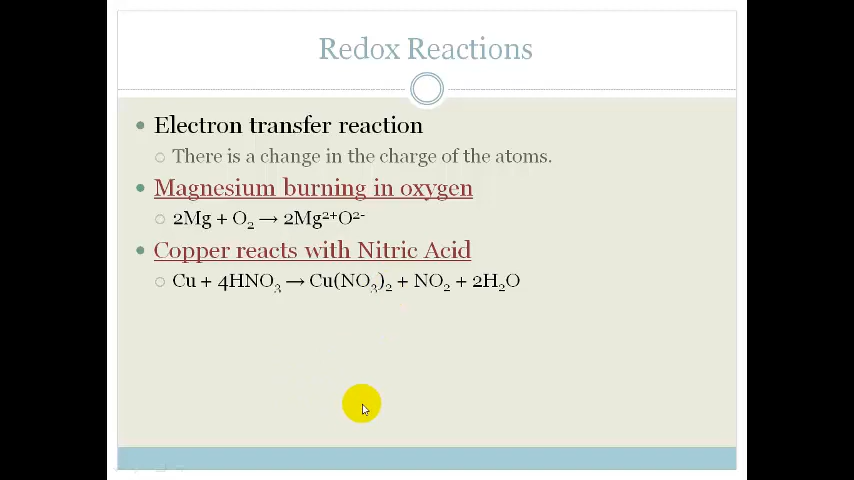 Redox Reactions
• Electron transfer reaction
○ There is a change in the charge of the atoms.
• Magnesium burning in oxygen
○ 2Mg + O₂ → 2Mg²⁺O²⁻
• Copper reacts with Nitric Acid
○ Cu + 4HNO₃ → Cu(NO₃)₂ + NO₂ + 2H₂O